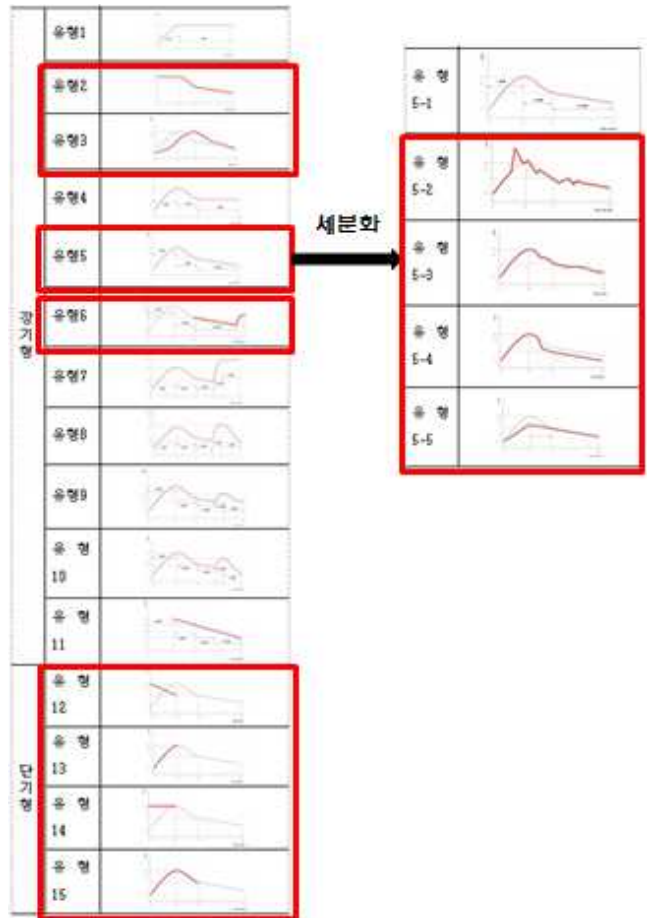 장기형
유형1
유형2
유형3
유형4
유형5
유형6
유형7
유형8
유형9
유 형
10
유 형
11
단기형
유 형
12
유 형
13
유 형
14
유 형
15
세분화
유 형
5-1
유 형
5-2
유 형
5-3
유 형
5-4
유 형
5-5